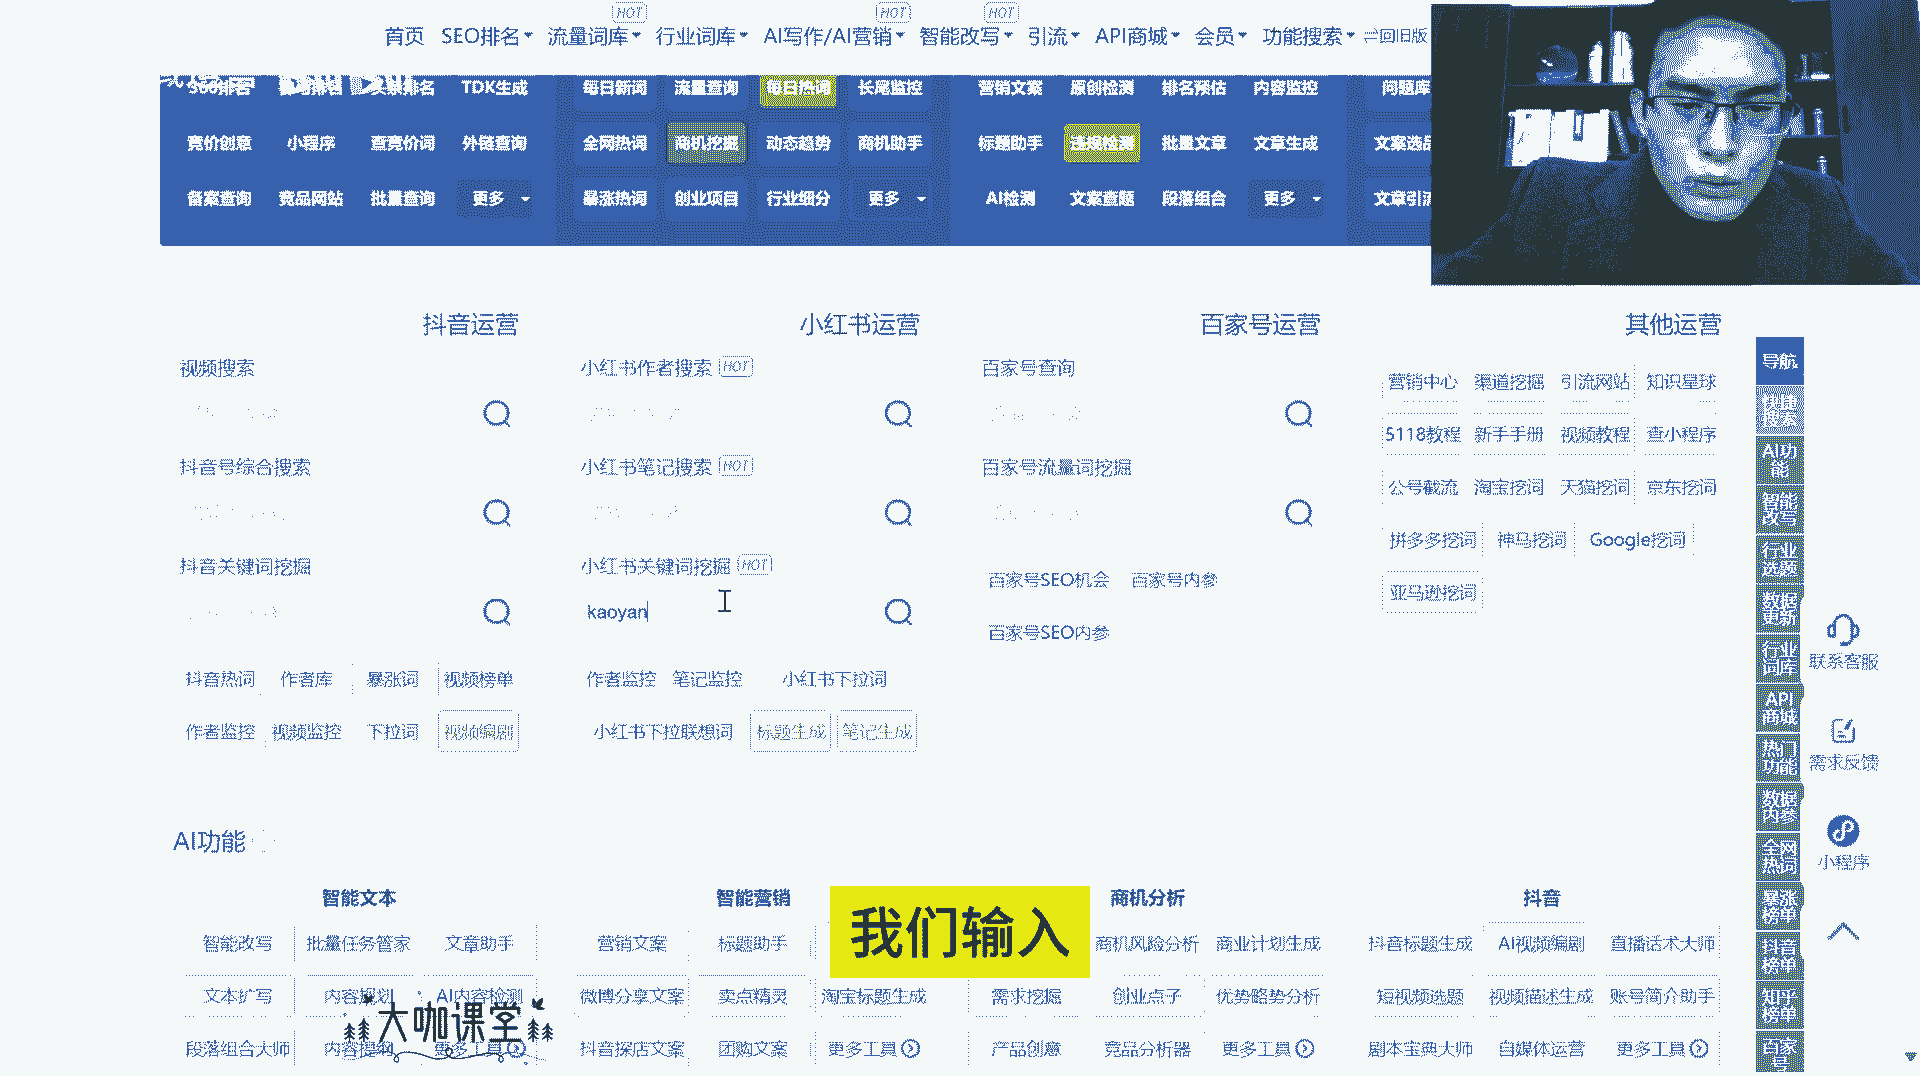 HOT HOT HOT
首页 SEO排名 流量词库 行业词库 AI写作/AI营销 智能改写 引流 API商城 会员 功能搜索 回旧版
360排名 TDK生成 每日新词 流量查询 每日热词 长尾监控 营销文案 原创检测 排名预估 内容监控 问题库
竞价创意 小程序 查竞价词 外链查询 全网热词 商机挖掘 动态趋势 商机助手 标题助手 违规检测 批量文章 文章生成 文案选品
备案查询 竞品网站 批量查询 更多 暴涨热词 创业项目 行业细分 更多 AI检测 文案查题 段落组合 更多 文章引流
抖音运营 小红书运营 百家号运营 其他运营
视频搜索 小红书作者搜索 HOT 百家号查询
营销中心 渠道挖掘 引流网站 知识星球
5118教程 新手手册 视频教程 查小程序
抖音号综合搜索 小红书笔记搜索 HOT 百家号流量词挖掘
公号截流 淘宝挖词 天猫挖词 京东挖词
拼多多挖词 神马挖词 Google挖词
抖音关键词挖掘 小红书关键词挖掘 HOT 百家号SEO机会 百家号内参
亚马逊挖词
kaoyan
百家号SEO内参
抖音热词 作者库 暴涨词 视频榜单 作者监控 笔记监控 小红书下拉词
作者监控 视频监控 下拉词 视频编剧 小红书下拉联想词 标题生成 笔记生成
AI功能
智能文本 智能营销 商机分析 抖音
智能改写 批量任务管家 文章助手 营销文案 标题助手 商机风险分析 商业计划生成 抖音标题生成 AI视频编剧 直播话术大师
文本扩写 内容规划 AI内容检测 微博分享文案 卖点精灵 淘宝标题生成 需求挖掘 创业点子 优势略势分析 短视频选题 视频描述生成 账号简介助手
段落组合大师 内容提纲 更多工具 抖音探店文案 团购文案 更多工具 产品创意 竞品分析器 更多工具 剧本宝典大师 自媒体运营 更多工具
我们输入
大咖课堂
导航
快捷搜索
AI功能
智能改写
行业选题
数据更新
行业词库
API商城
热门功能
数据内参
全网热词
暴涨榜单
抖音榜单
知乎榜单
百家号
联系客服
需求反馈
小程序